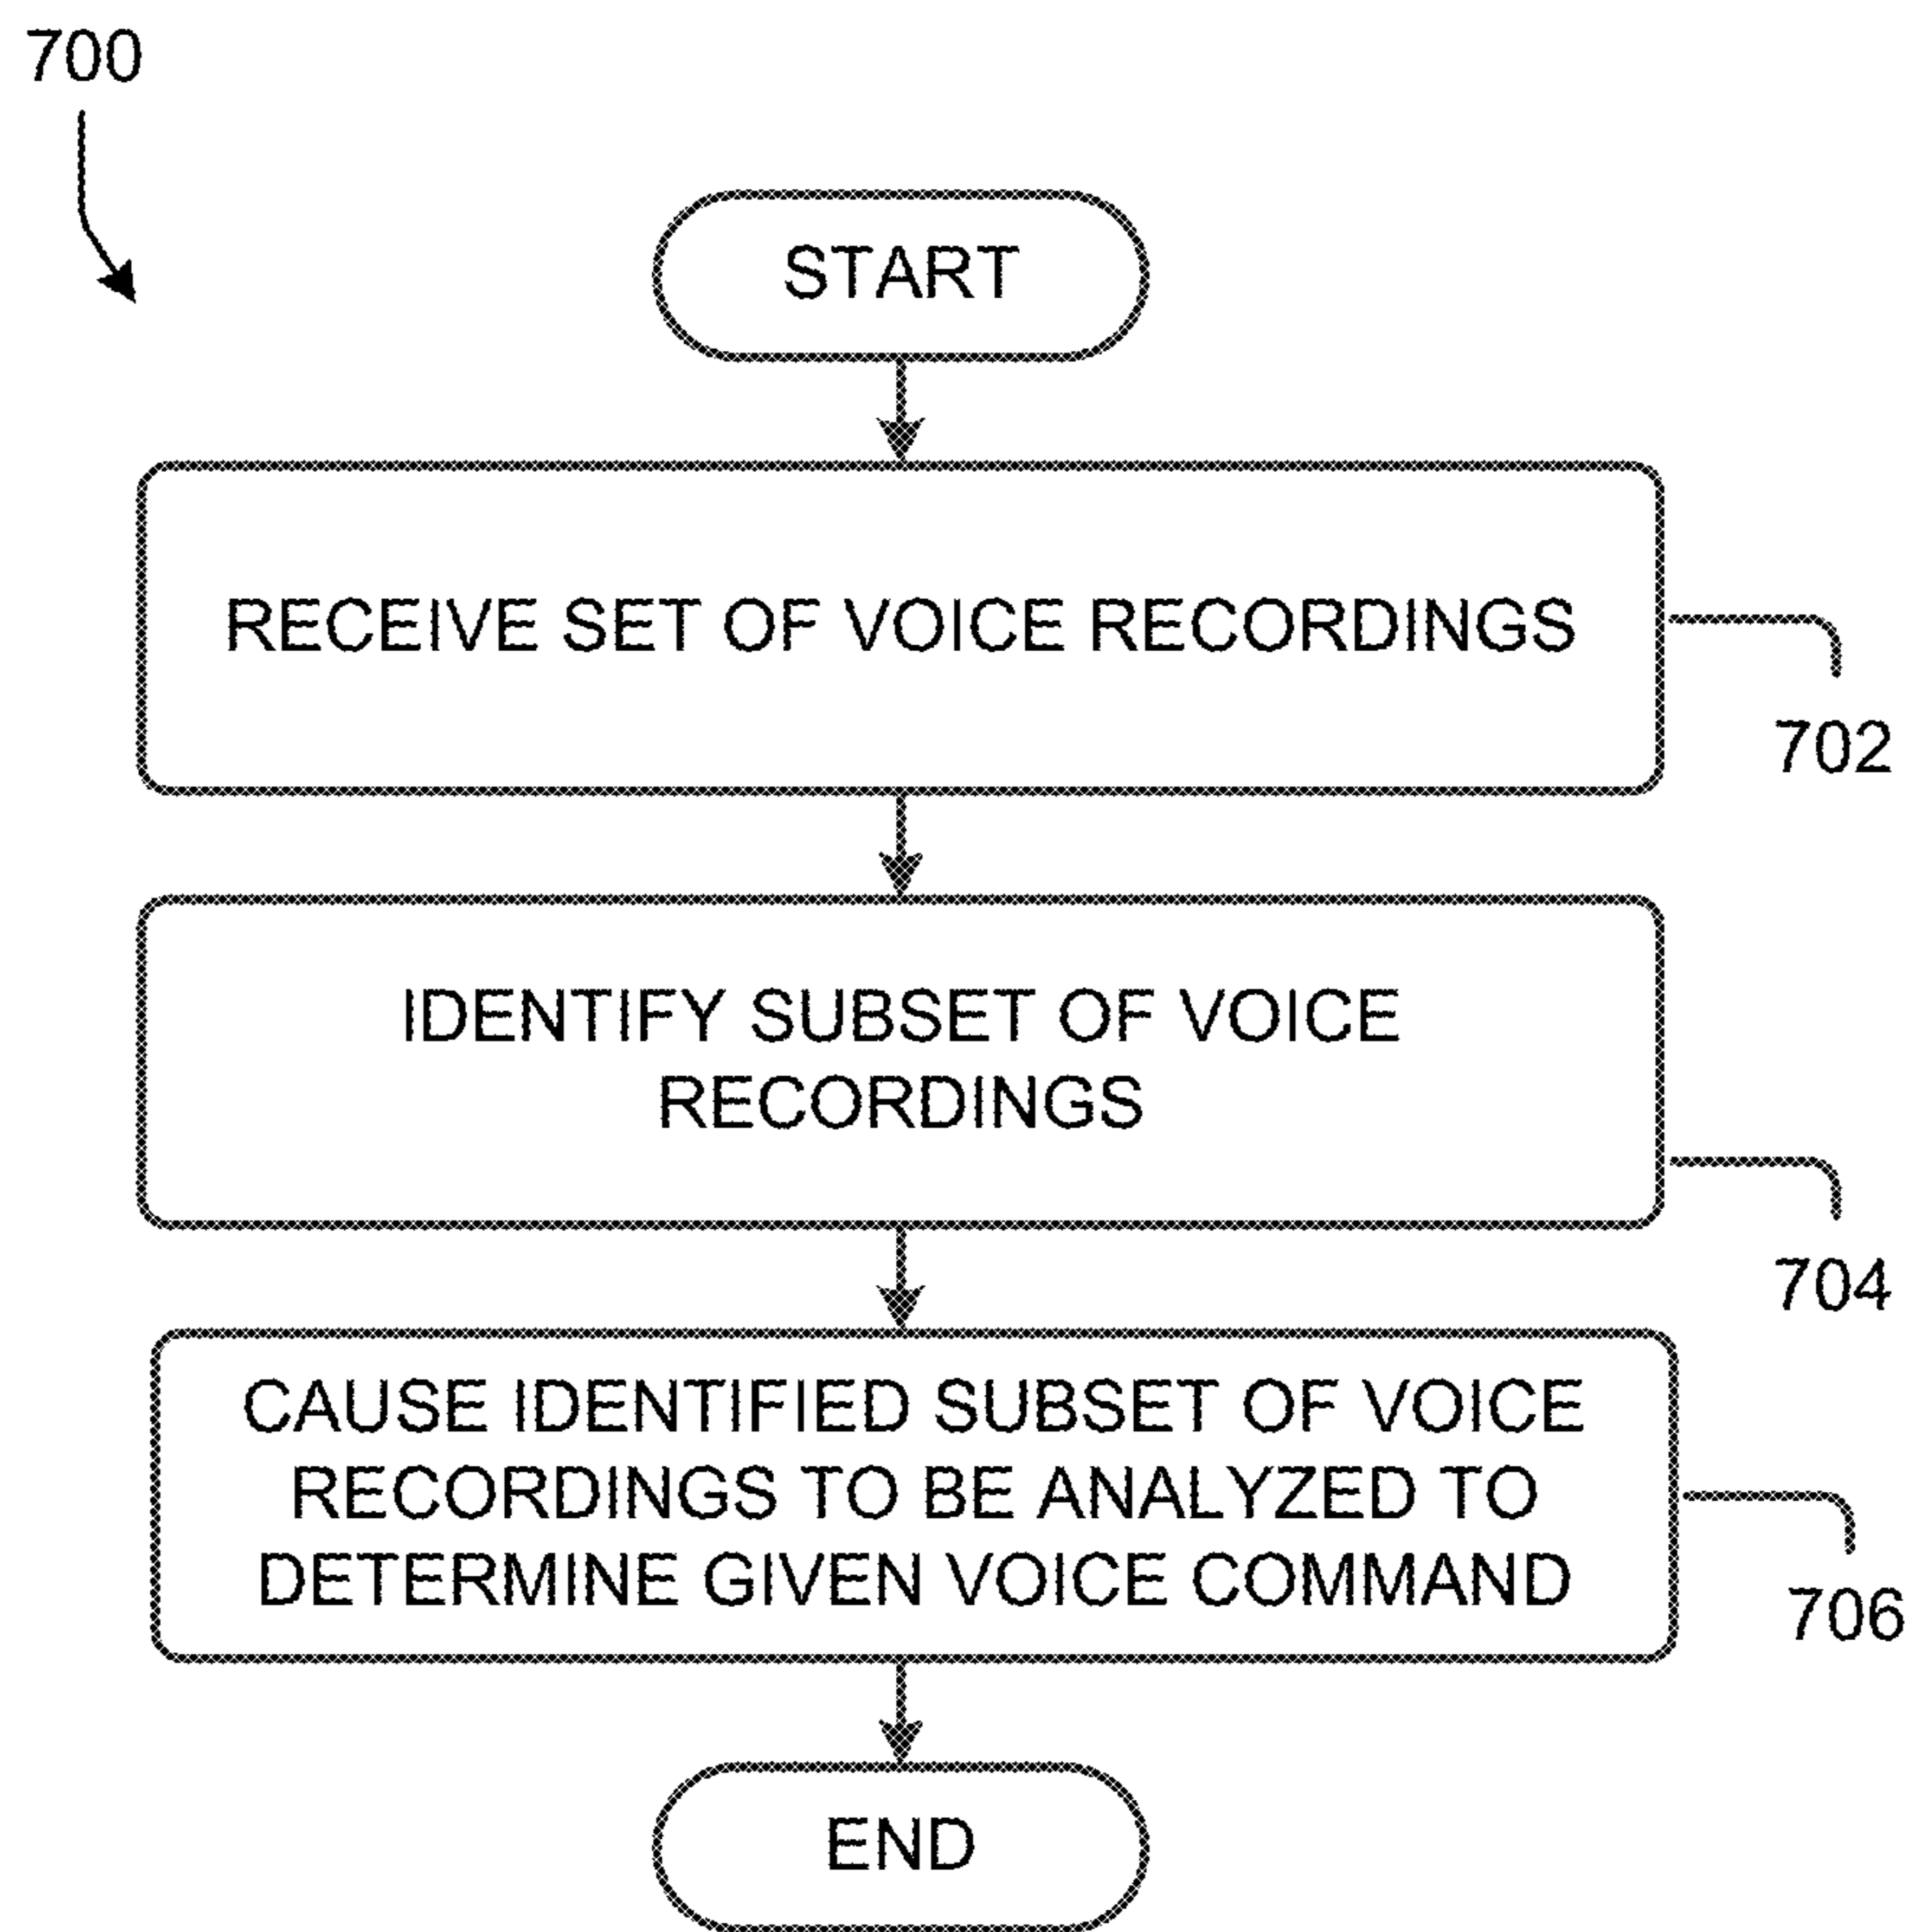 700
START
RECEIVE SET OF VOICE RECORDINGS
702
IDENTIFY SUBSET OF VOICE
RECORDINGS
704
CAUSE IDENTIFIED SUBSET OF VOICE
RECORDINGS TO BE ANALYZED TO
DETERMINE GIVEN VOICE COMMAND
706
END